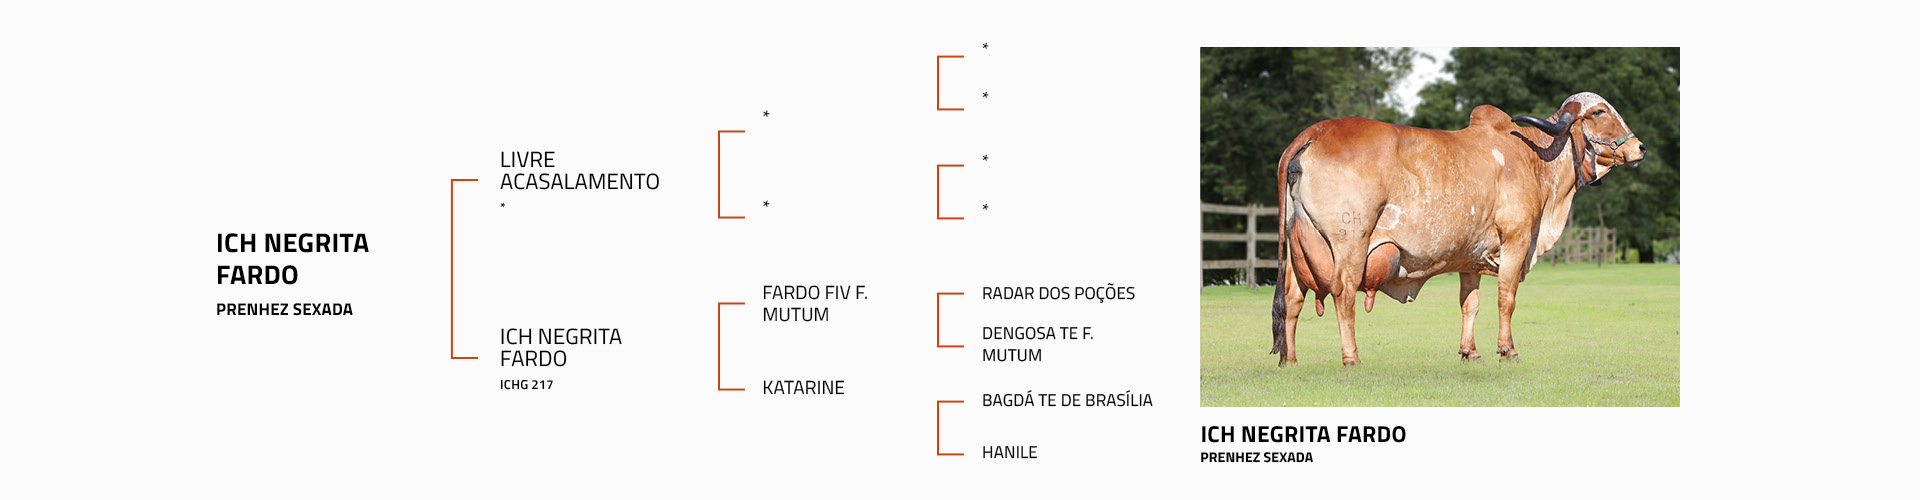 ICH NEGRITA
FARDO
PRENHEZ SEXADA
LIVRE
ACASALAMENTO
*
ICH NEGRITA
FARDO
ICHG 217
*
*
FARDO FIV F.
MUTUM
KATARINE
*
*
*
*
RADAR DOS POÇÕES
DENGOSA TE F.
MUTUM
BAGDÁ TE DE BRASÍLIA
HANILE
CH
217
ICH NEGRITA FARDO
PRENHEZ SEXADA